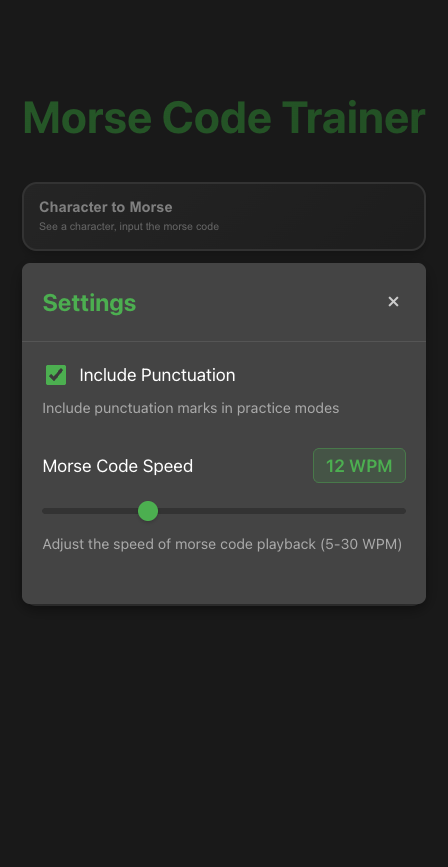 Morse Code Trainer
Character to Morse
See a character, input the morse code
Settings
×
Include Punctuation
Include punctuation marks in practice modes
Morse Code Speed
12 WPM
Adjust the speed of morse code playback (5-30 WPM)